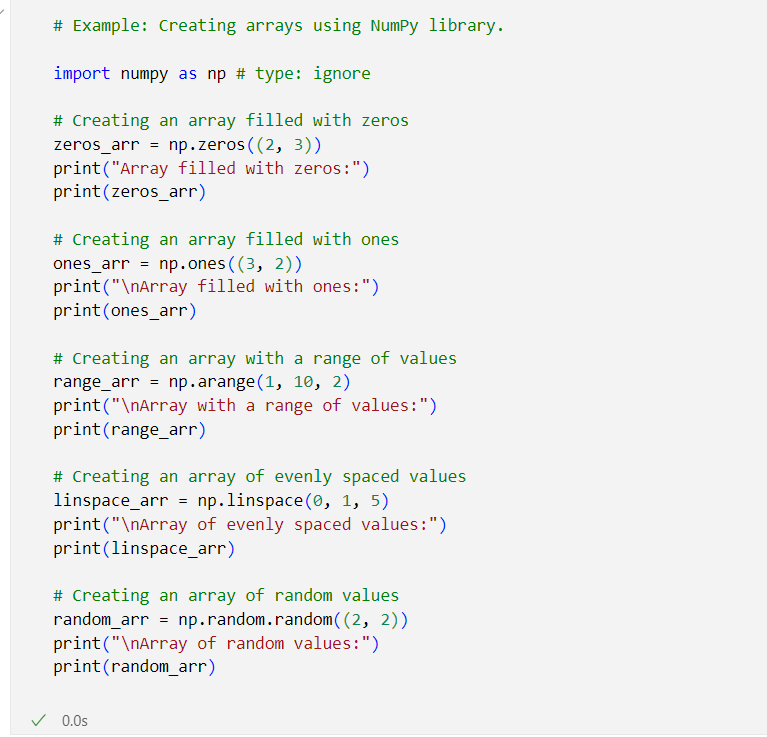 # Example: Creating arrays using NumPy library.
import numpy as np # type: ignore
# Creating an array filled with zeros
zeros_arr = np.zeros((2, 3))
print("Array filled with zeros:")
print(zeros_arr)
# Creating an array filled with ones
ones_arr = np.ones((3, 2))
print("\nArray filled with ones:")
print(ones_arr)
# Creating an array with a range of values
range_arr = np.arange(1, 10, 2)
print("\nArray with a range of values:")
print(range_arr)
# Creating an array of evenly spaced values
linspace_arr = np.linspace(0, 1, 5)
print("\nArray of evenly spaced values:")
print(linspace_arr)
# Creating an array of random values
random_arr = np.random.random((2, 2))
print("\nArray of random values:")
print(random_arr)
0.0s